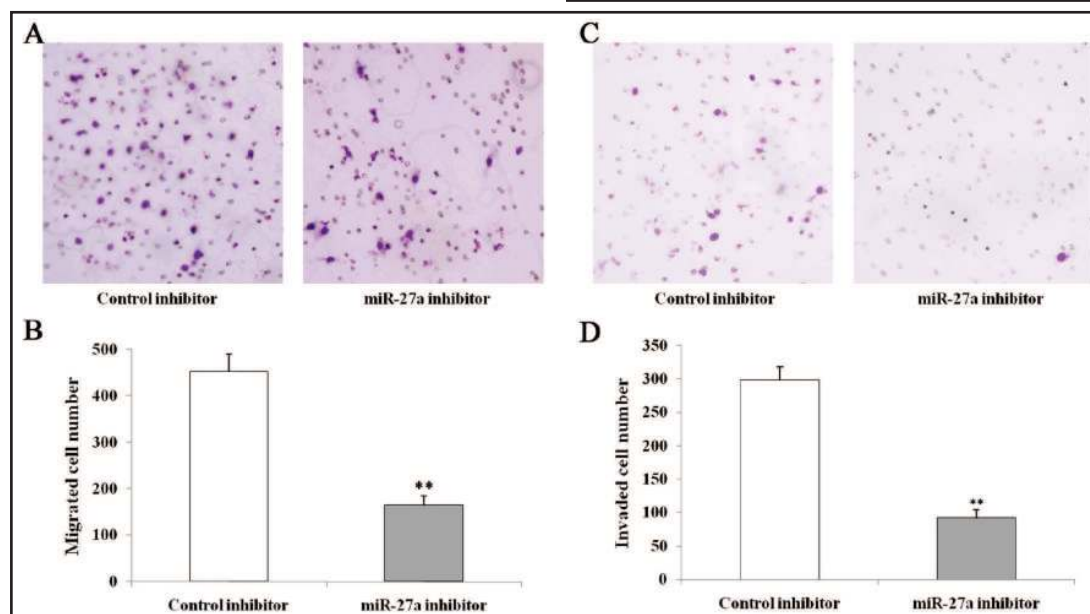 A
C
Control inhibitor
miR-27a inhibitor
Control inhibitor
miR-27a inhibitor
B
Migrated cell number
500
400
300
200
100
0
**
Control inhibitor
miR-27a inhibitor
D
Invaded cell number
350
300
250
200
150
100
50
0
**
Control inhibitor
miR-27a inhibitor